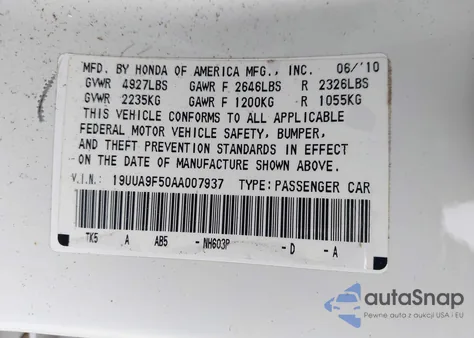 MFD. BY HONDA OF AMERICA MFG., INC. 06/'10
GVWR 4927LBS GAWR F 2646LBS R 2326LBS
GVWR 2235KG GAWR F 1200KG R 1055KG
THIS VEHICLE CONFORMS TO ALL APPLICABLE
FEDERAL MOTOR VEHICLE SAFETY, BUMPER,
AND THEFT PREVENTION STANDARDS IN EFFECT
ON THE DATE OF MANUFACTURE SHOWN ABOVE.
V.I.N.: 19UUA9F50AA007937 TYPE: PASSENGER CAR
TK5 A AB5 - NH603P - D - A
autoSnap
Pewne auta z aukcji USA i EU